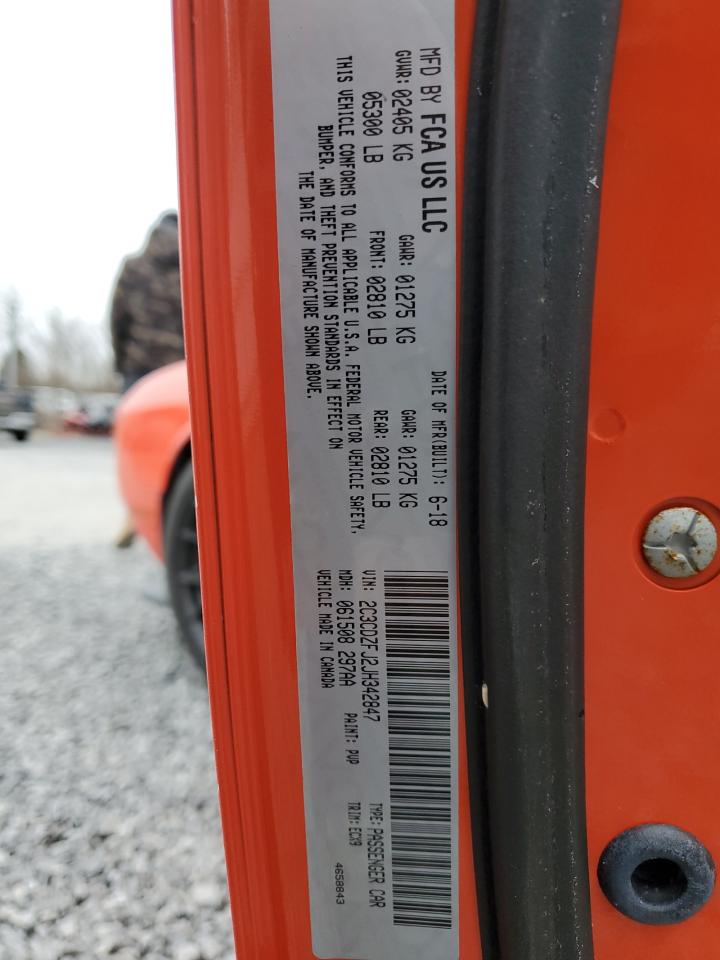 MFD BY FCA US LLC
DATE OF MFR(BUILT): 6-18
GVWR: 02405 KG
GAWR: 01275 KG
GAWR: 01275 KG
05300 LB
FRONT: 02810 LB
REAR: 02810 LB
THIS VEHICLE CONFORMS TO ALL APPLICABLE U.S.A. FEDERAL MOTOR VEHICLE SAFETY,
BUMPER, AND THEFT PREVENTION STANDARDS IN EFFECT ON
THE DATE OF MANUFACTURE SHOWN ABOVE.
VIN: 2C3CDZFJ2JH342847
TYPE: PASSENGER CAR
MDH: 061508 297AA
PAINT: PVP
TRIM: ECX9
VEHICLE MADE IN CANADA
4658843